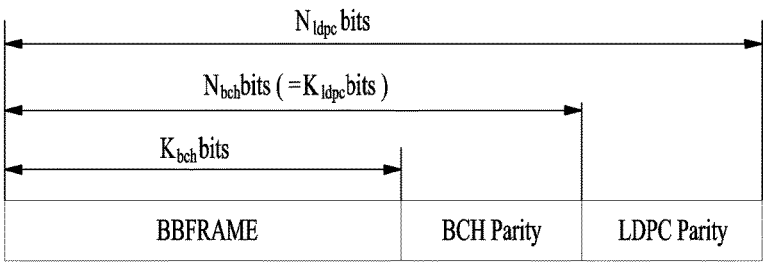 N_ldpc bits
N_bch bits ( =K_ldpc bits )
K_bch bits
BBFRAME BCH Parity LDPC Parity